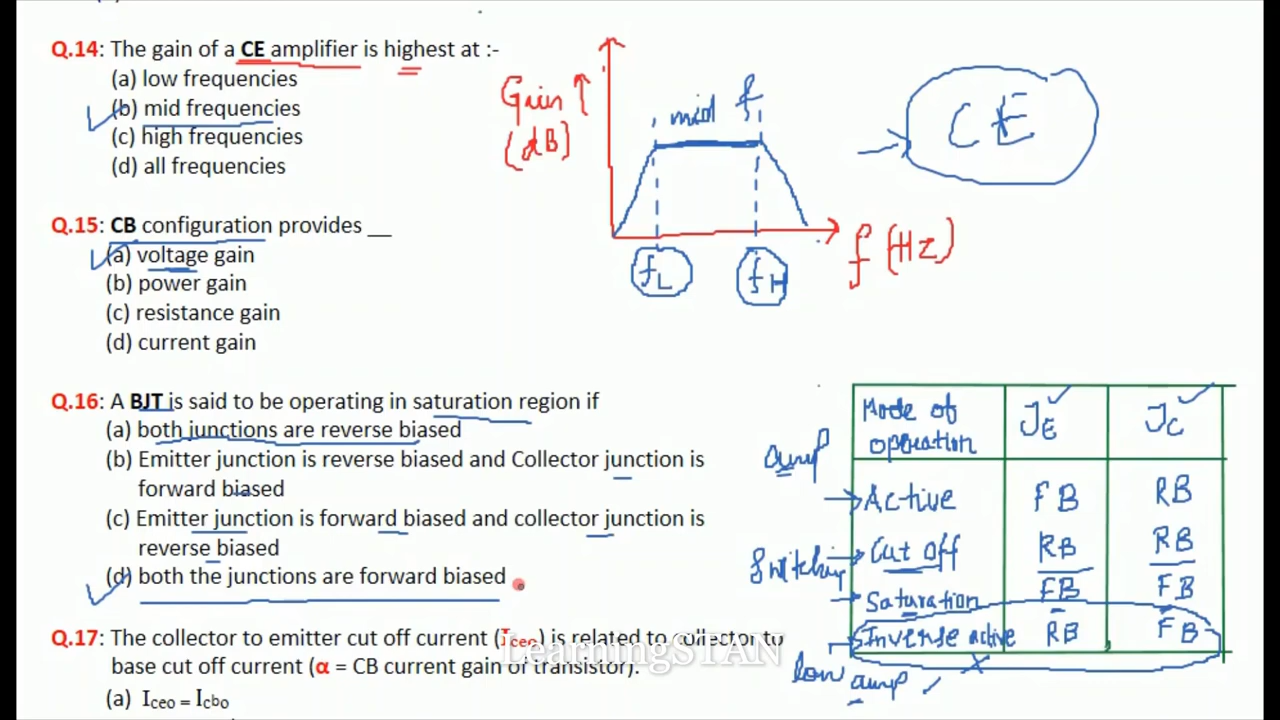 Q.14: The gain of a CE amplifier is highest at :-
(a) low frequencies
(b) mid frequencies
(c) high frequencies
(d) all frequencies
Gain
(dB)
mid f
fL
fH
f (Hz)
CE
Q.15: CB configuration provides __
(a) voltage gain
(b) power gain
(c) resistance gain
(d) current gain
Q.16: A BJT is said to be operating in saturation region if
(a) both junctions are reverse biased
(b) Emitter junction is reverse biased and Collector junction is
forward biased
(c) Emitter junction is forward biased and collector junction is
reverse biased
(d) both the junctions are forward biased
Mode of operation JE JC
amp Active FB RB
Switching Cut off RB RB
Saturation FB FB
Inverse active RB FB
low amp
Q.17: The collector to emitter cut off current (Iceo) is related to collector to
base cut off current (α = CB current gain of transistor).
(a) Iceo = Icbo
LearningSTAN